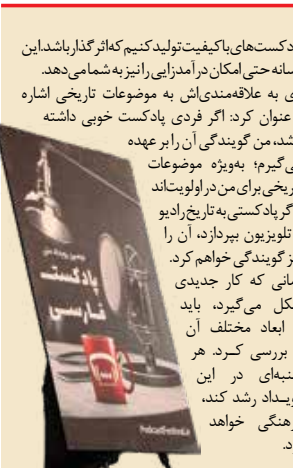 دکست‌های باکیفیت تولید کنیم که اثرگذار باشد. این
سانه حتی امکان درآمدزایی را نیز به شما می‌دهد.
ی به علاقه‌مندی‌اش به موضوعات تاریخی اشاره
عنوان کرد: اگر فردی پادکست خوبی داشته
شد، من گویندگی آن را بر عهده
ی‌گیرم؛ به‌ویژه موضوعات
ریخی برای من در اولویت‌اند
گر پادکستی به تاریخ رادیو
تلویزیون بپردازد، آن را
ز گویندگی خواهم کرد.
مانی که کار جدیدی
کل می‌گیرد، باید
ابعاد مختلف آن
بررسی کرد. هر
نبه‌ای در این
ویداد رشد کند،
هنگی خواهد
د.
پادکست
فارسی